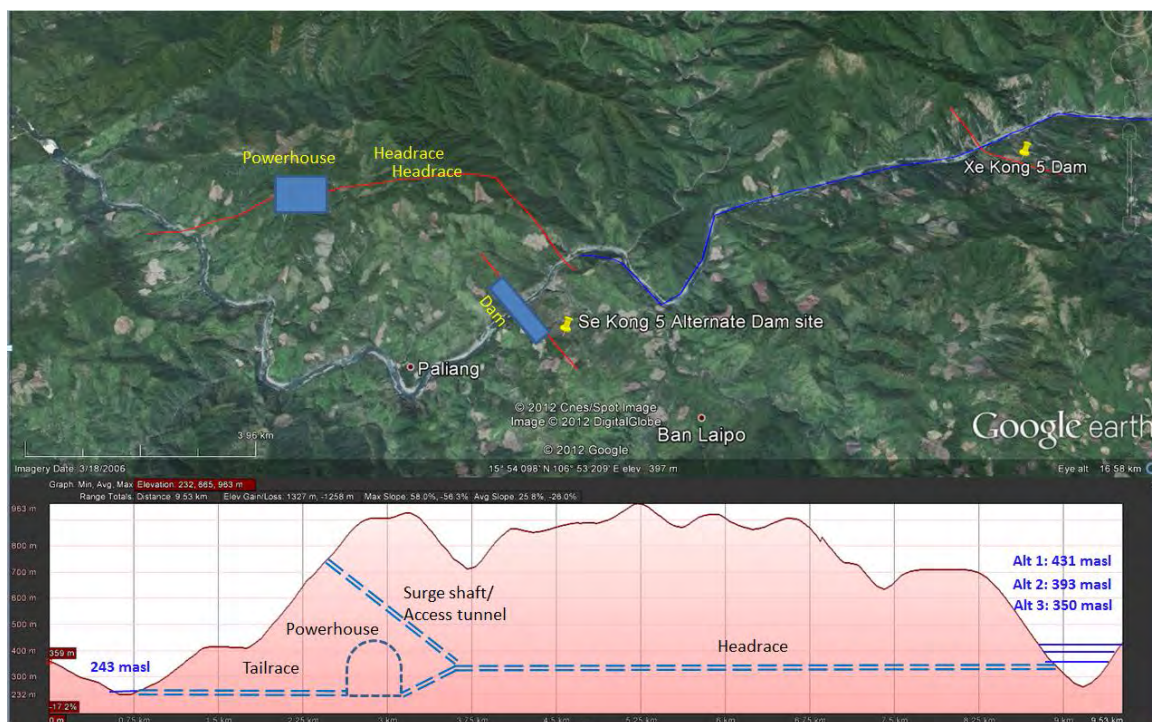 Powerhouse
Headrace
Headrace
Xe Kong 5 Dam
Dam
Se Kong 5 Alternate Dam site
Paliang
Ban Laipo
© 2012 Cnes/Spot Image
Image © 2012 DigitalGlobe
© 2012 Google
Google earth
3.96 km
Imagery Date: 3/18/2006
15° 54 098' N 106° 53 209' E elev 397 m
Eye alt 16.58 km
Graph: Min, Avg, Max Elevation: 232, 665, 963 m
Range Totals: Distance: 9.53 km Elev Gain/Loss: 1327 m, -1258 m Max Slope: 58.0%, -56.3% Avg Slope: 25.8%, -26.0%
963 m
800 m
700 m
600 m
500 m
400 m
359 m
300 m
232 m
-17.2%
Alt 1: 431 masl
Alt 2: 393 masl
Alt 3: 350 masl
Surge shaft/
Access tunnel
Powerhouse
Headrace
Tailrace
243 masl
0 m
0.75 km
1.5 km
2.25 km
3 km
3.75 km
4.5 km
5.25 km
6 km
6.75 km
7.5 km
8.25 km
9 km
9.53 km